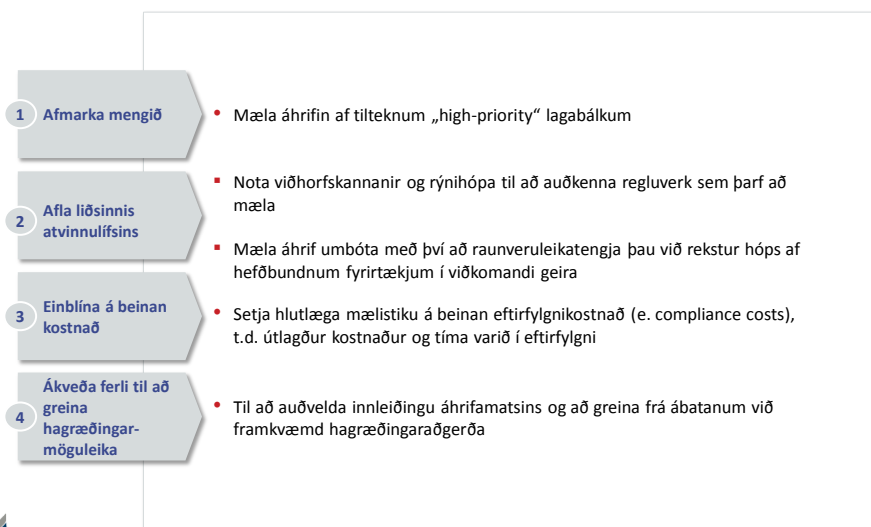 1
Afmarka mengið
• Mæla áhrifin af tilteknum „high-priority“ lagabálkum
2
Afla liðsinnis
atvinnulífsins
▪ Nota viðhorfskannanir og rýnihópa til að auðkenna regluverk sem þarf að
mæla
▪ Mæla áhrif umbóta með því að raunveruleikatengja þau við rekstur hóps af
hefðbundnum fyrirtækjum í viðkomandi geira
3
Einblína á beinan
kostnað
• Setja hlutlæga mælistiku á beinan eftirfylgnikostnað (e. compliance costs),
t.d. útlagður kostnaður og tíma varið í eftirfylgni
4
Ákveða ferli til að
greina
hagræðingar-
möguleika
• Til að auðvelda innleiðingu áhrifamatsins og að greina frá ábatanum við
framkvæmd hagræðingaraðgerða